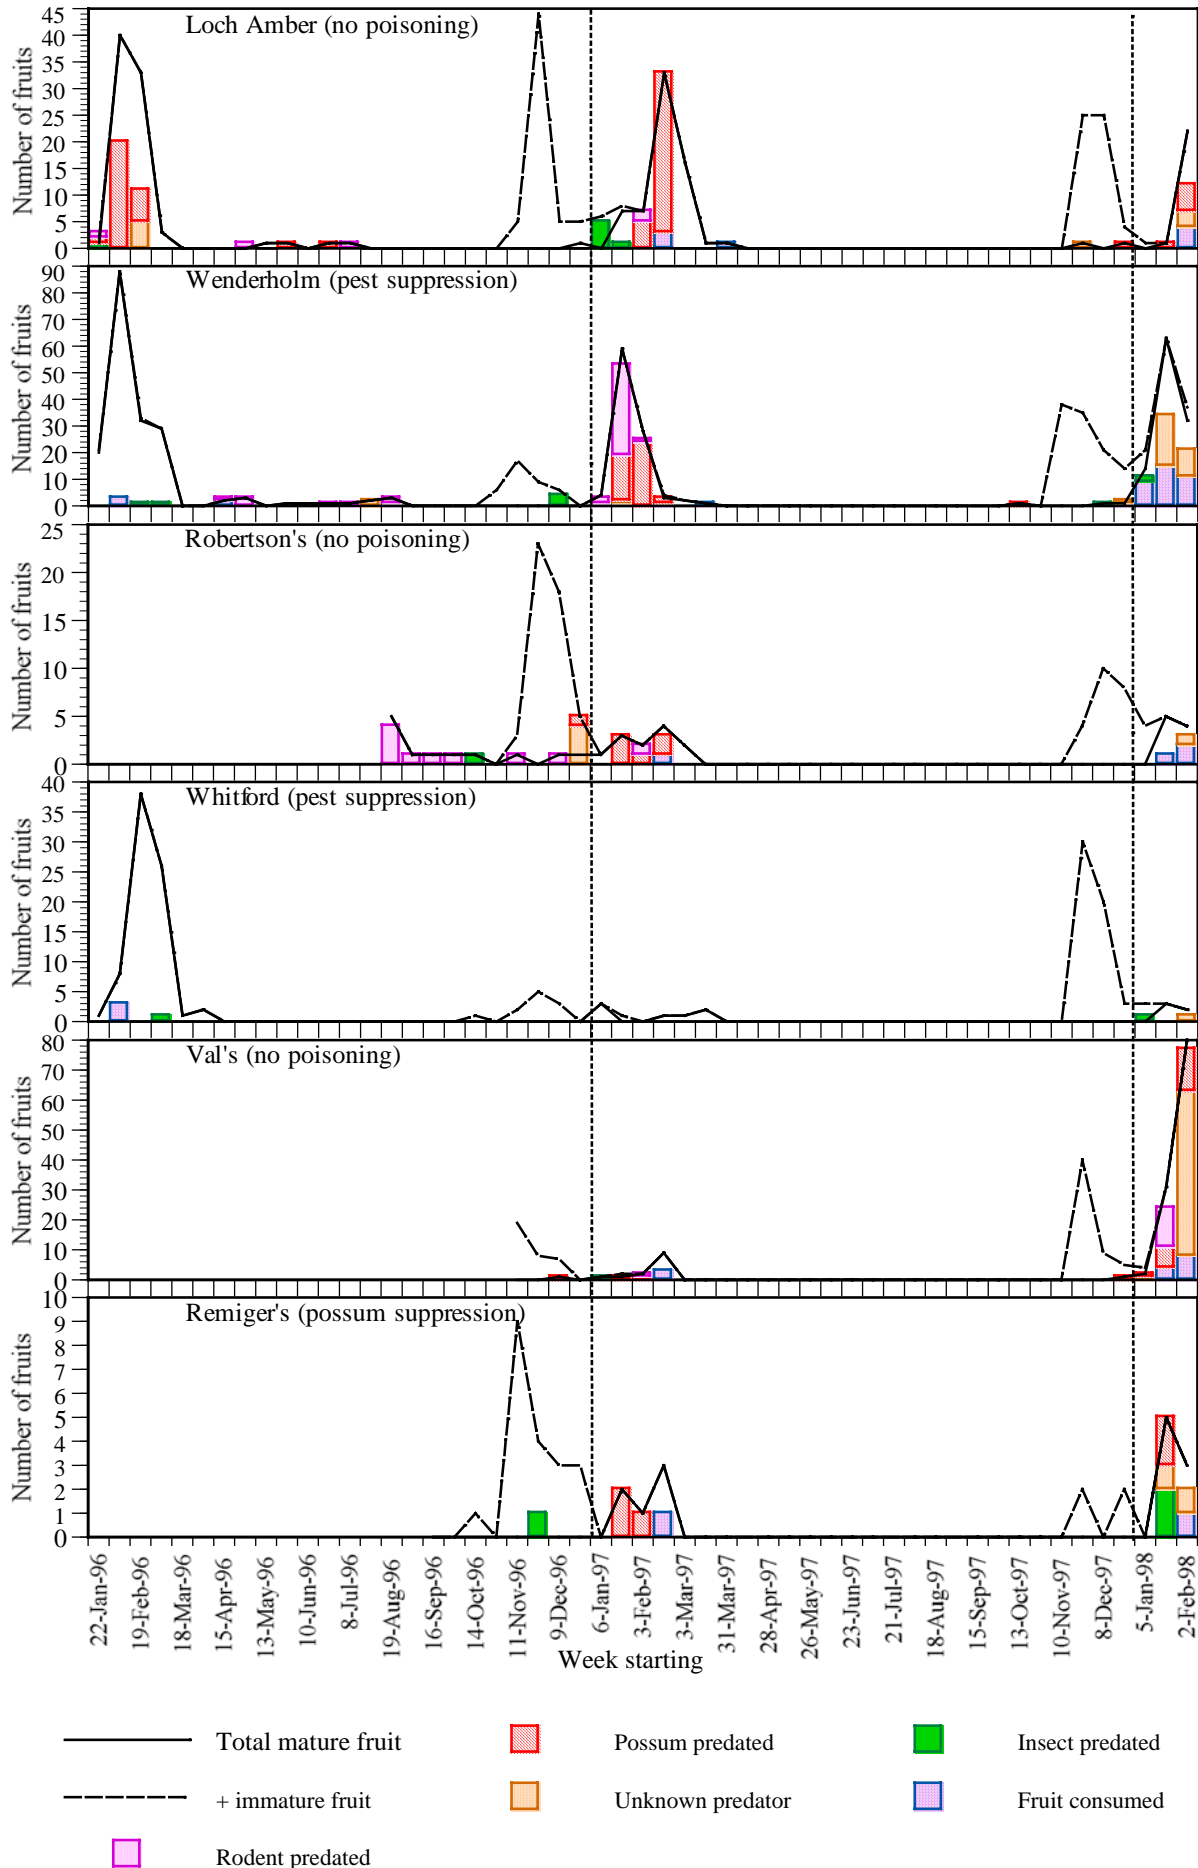 Loch Amber (no poisoning)
Number of fruits
45
40
35
30
25
20
15
10
5
0
Wenderholm (pest suppression)
Number of fruits
90
80
70
60
50
40
30
20
10
0
Robertson's (no poisoning)
Number of fruits
25
20
15
10
5
0
Whitford (pest suppression)
Number of fruits
40
35
30
25
20
15
10
5
0
Val's (no poisoning)
Number of fruits
80
70
60
50
40
30
20
10
0
Remiger's (possum suppression)
Number of fruits
10
9
8
7
6
5
4
3
2
1
0
22-Jan-96
19-Feb-96
18-Mar-96
15-Apr-96
13-May-96
10-Jun-96
8-Jul-96
19-Aug-96
16-Sep-96
14-Oct-96
11-Nov-96
9-Dec-96
6-Jan-97
3-Feb-97
3-Mar-97
31-Mar-97
28-Apr-97
26-May-97
23-Jun-97
21-Jul-97
18-Aug-97
15-Sep-97
13-Oct-97
10-Nov-97
8-Dec-97
5-Jan-98
2-Feb-98
Week starting
Total mature fruit
Possum predated
Insect predated
+ immature fruit
Unknown predator
Fruit consumed
Rodent predated